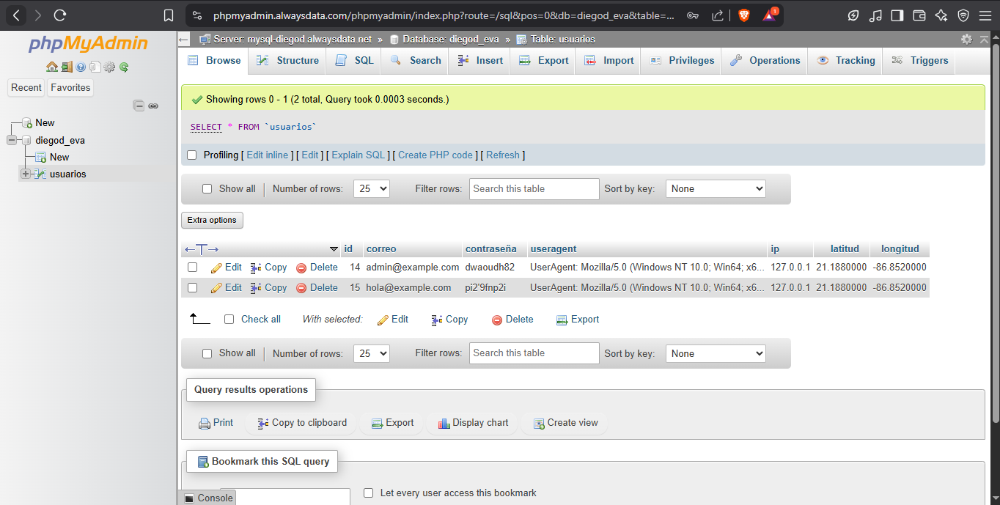 phpmyadmin.alwaysdata.com/phpmyadmin/index.php?route=/sql&pos=0&db=diegod_eva&table=...
1
phpMyAdmin
Recent Favorites
New
diegod_eva
New
usuarios
Server: mysql-diegod.alwaysdata.net » Database: diegod_eva » Table: usuarios
Browse Structure SQL Search Insert Export Import Privileges Operations Tracking Triggers
Showing rows 0 - 1 (2 total, Query took 0.0003 seconds.)
SELECT * FROM `usuarios`
Profiling [ Edit inline ] [ Edit ] [ Explain SQL ] [ Create PHP code ] [ Refresh ]
Show all Number of rows: 25 Filter rows: Search this table Sort by key: None
Extra options
←T→ id correo contraseña useragent ip latitud longitud
Edit Copy Delete 14 admin@example.com dwaoudh82 UserAgent: Mozilla/5.0 (Windows NT 10.0; Win64; x6... 127.0.0.1 21.1880000 -86.8520000
Edit Copy Delete 15 hola@example.com pi2'9fnp2i UserAgent: Mozilla/5.0 (Windows NT 10.0; Win64; x6... 127.0.0.1 21.1880000 -86.8520000
Check all With selected: Edit Copy Delete Export
Show all Number of rows: 25 Filter rows: Search this table Sort by key: None
Query results operations
Print Copy to clipboard Export Display chart Create view
Bookmark this SQL query
Let every user access this bookmark
Console